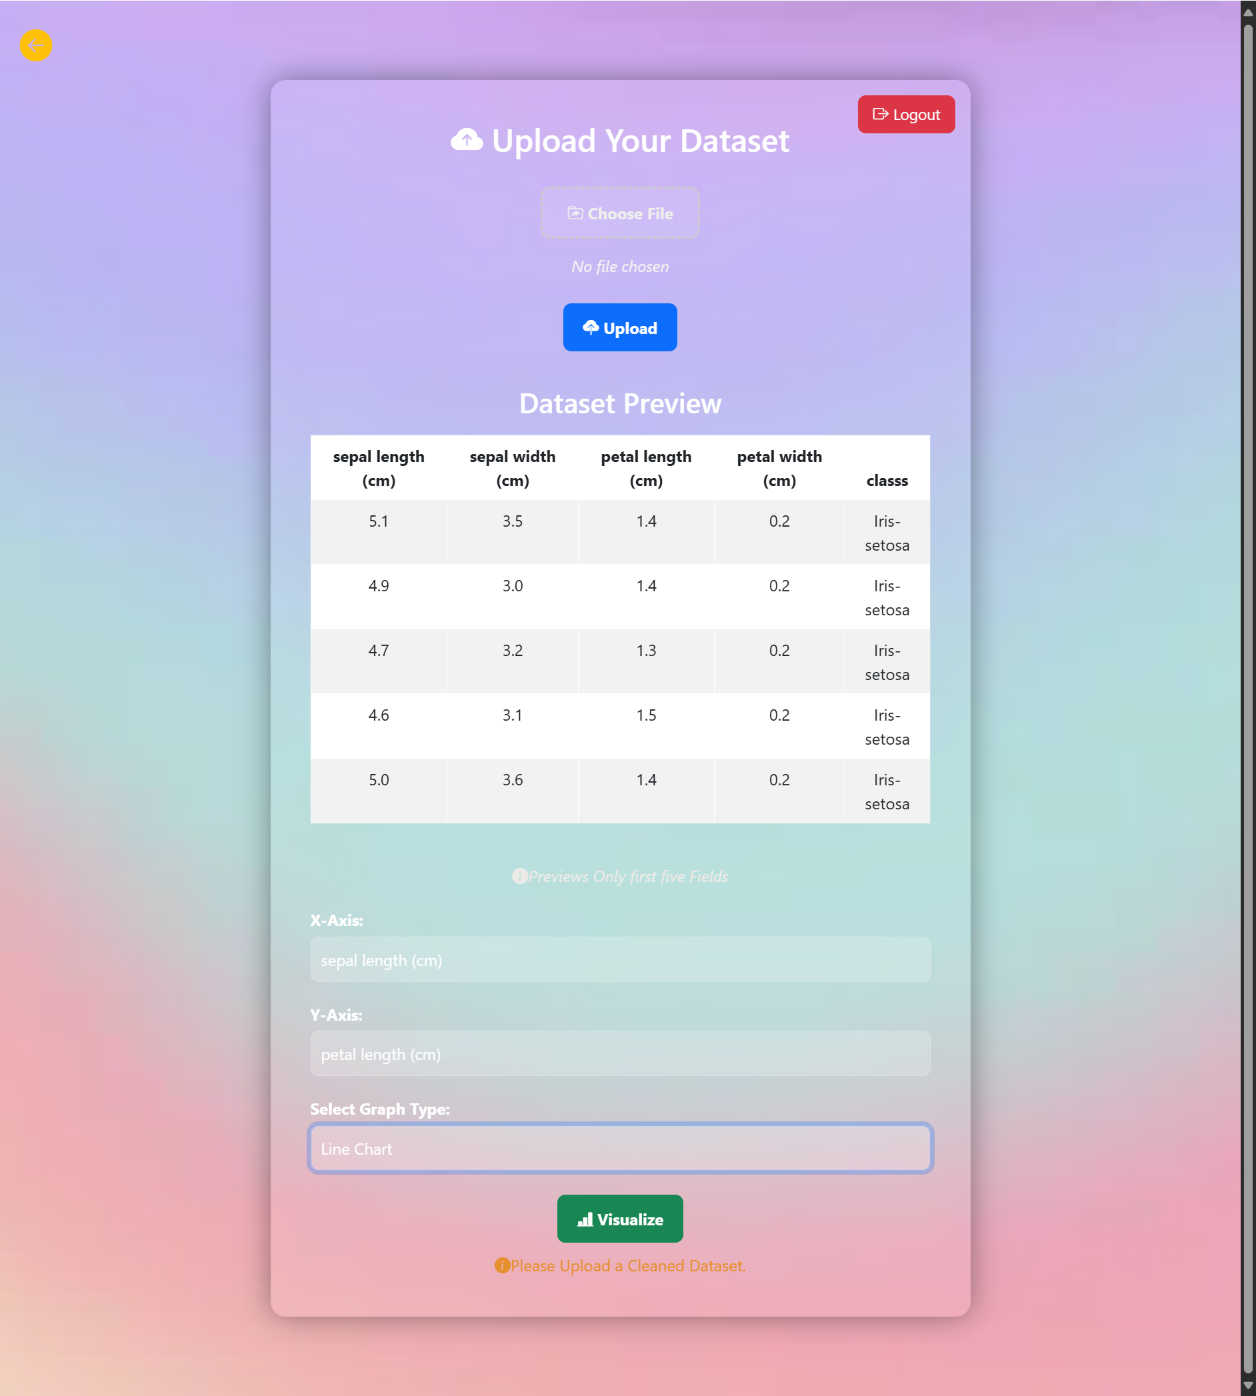 Logout
Upload Your Dataset
Choose File
No file chosen
Upload
Dataset Preview
sepal length (cm) sepal width (cm) petal length (cm) petal width (cm) classs
5.1 3.5 1.4 0.2 Iris-setosa
4.9 3.0 1.4 0.2 Iris-setosa
4.7 3.2 1.3 0.2 Iris-setosa
4.6 3.1 1.5 0.2 Iris-setosa
5.0 3.6 1.4 0.2 Iris-setosa
Previews Only first five Fields
X-Axis:
sepal length (cm)
Y-Axis:
petal length (cm)
Select Graph Type:
Line Chart
Visualize
Please Upload a Cleaned Dataset.